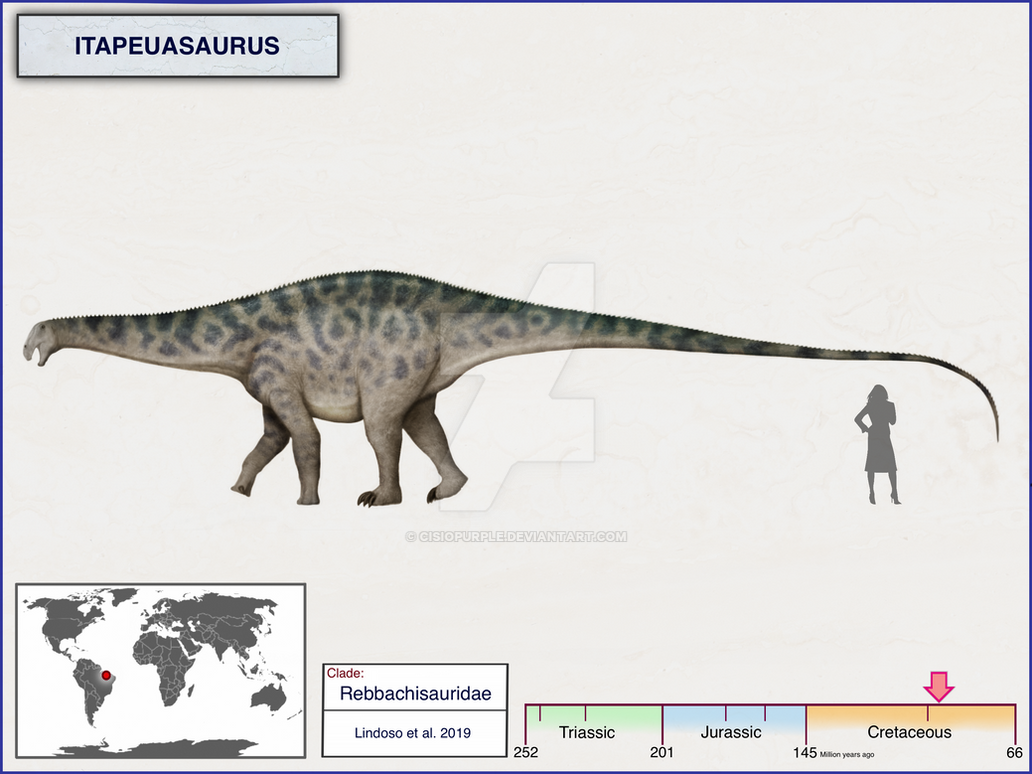 ITAPEUASAURUS
© CISIOPURPLE.DEVIANTART.COM
Clade:
Rebbachisauridae
Lindoso et al. 2019
Triassic
Jurassic
Cretaceous
252
201
145 Million years ago
66